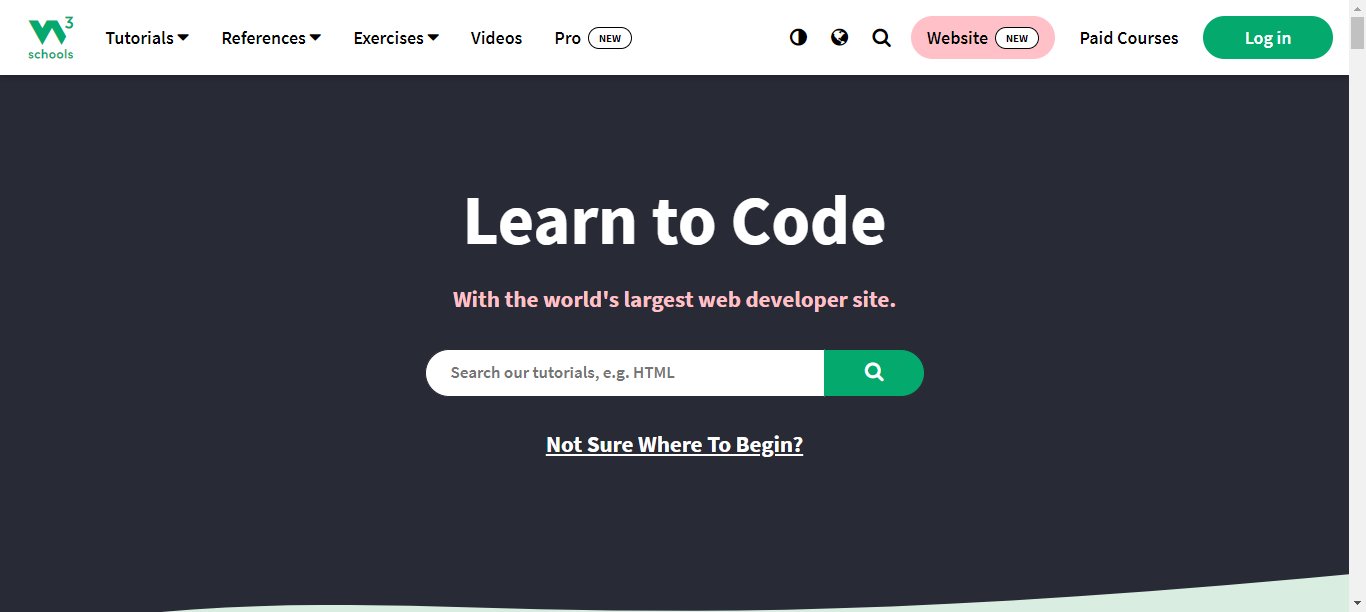 3
schools
Tutorials References Exercises Videos Pro NEW Website NEW Paid Courses Log in
Learn to Code
With the world's largest web developer site.
Search our tutorials, e.g. HTML
Not Sure Where To Begin?